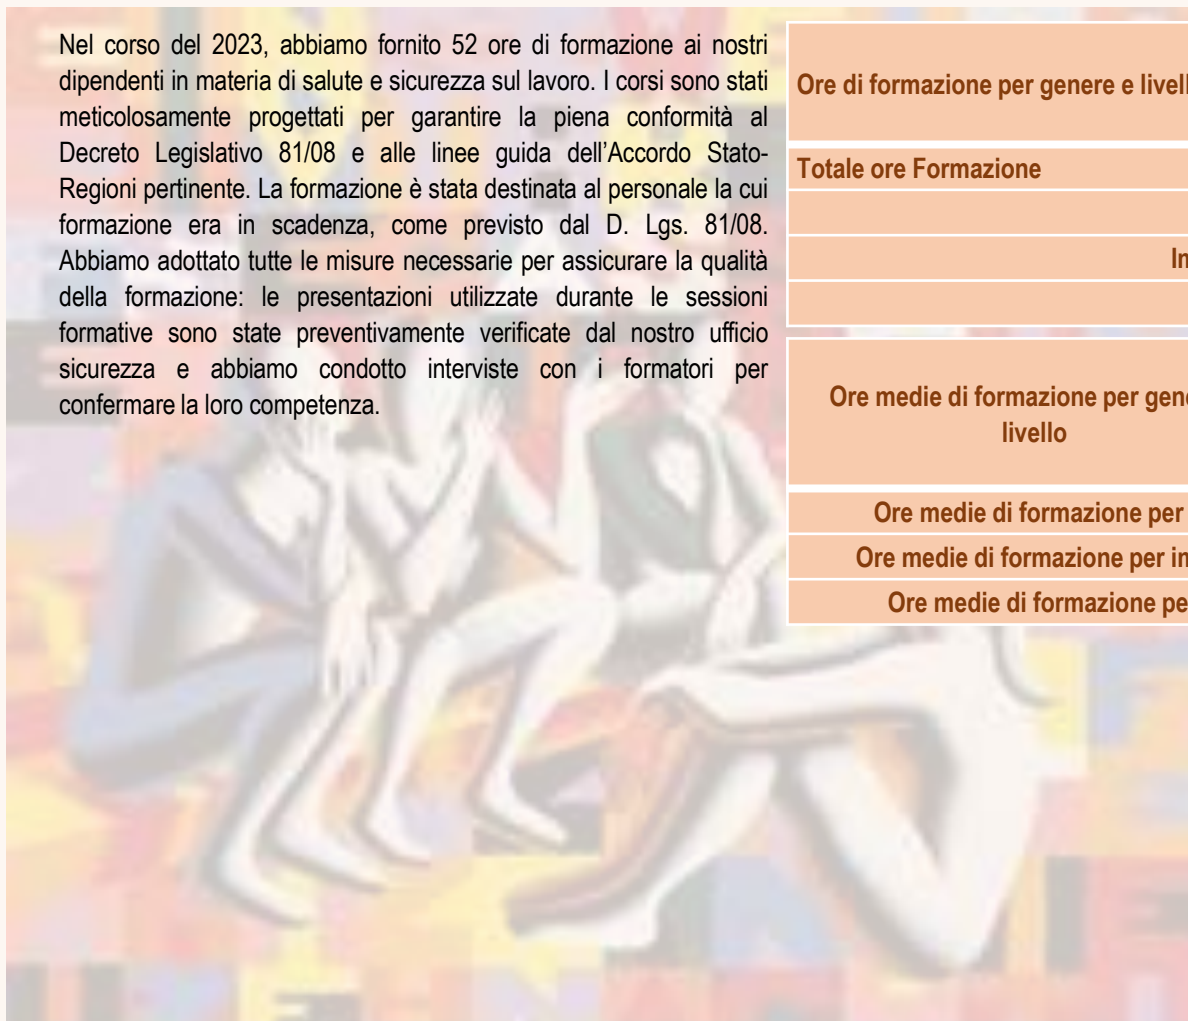 Nel corso del 2023, abbiamo fornito 52 ore di formazione ai nostri
dipendenti in materia di salute e sicurezza sul lavoro. I corsi sono stati
meticolosamente progettati per garantire la piena conformità al
Decreto Legislativo 81/08 e alle linee guida dell’Accordo Stato-
Regioni pertinente. La formazione è stata destinata al personale la cui
formazione era in scadenza, come previsto dal D. Lgs. 81/08.
Abbiamo adottato tutte le misure necessarie per assicurare la qualità
della formazione: le presentazioni utilizzate durante le sessioni
formative sono state preventivamente verificate dal nostro ufficio
sicurezza e abbiamo condotto interviste con i formatori per
confermare la loro competenza.
Ore di formazione per genere e
Totale ore Formazione
Ore medie di formazione per
livello
Ore medie di formazione per
Ore medie di formazione per
Ore medie di formazione